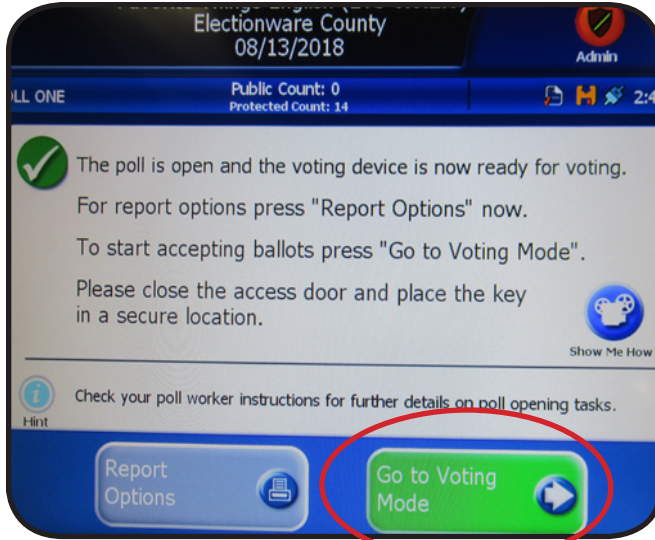 Electionware County
08/13/2018
Admin
LL ONE
Public Count: 0
Protected Count: 14
2:4
The poll is open and the voting device is now ready for voting.
For report options press "Report Options" now.
To start accepting ballots press "Go to Voting Mode".
Please close the access door and place the key
in a secure location.
Show Me How
Hint
Check your poll worker instructions for further details on poll opening tasks.
Report
Options
Go to Voting
Mode